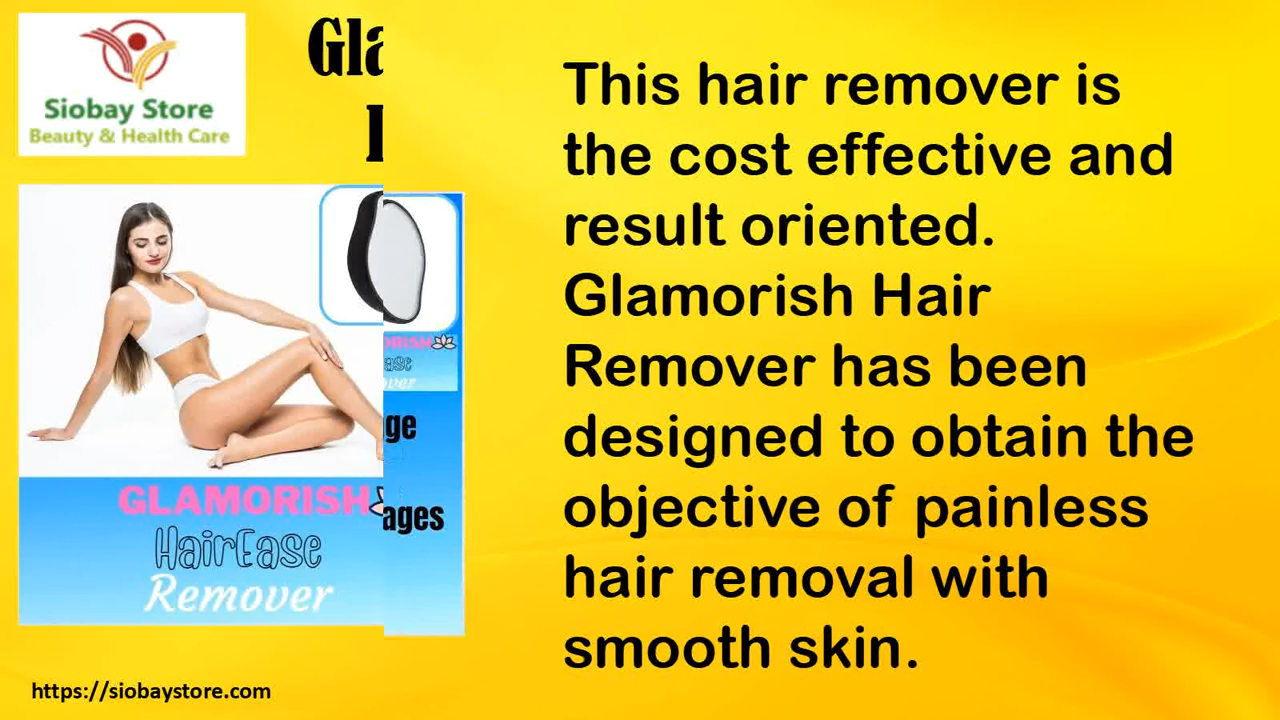 Siobay Store
Beauty & Health Care
This hair remover is
the cost effective and
result oriented.
Glamorish Hair
Remover has been
designed to obtain the
objective of painless
hair removal with
smooth skin.
GLAMORISH
HairEase
Remover
https://siobaystore.com